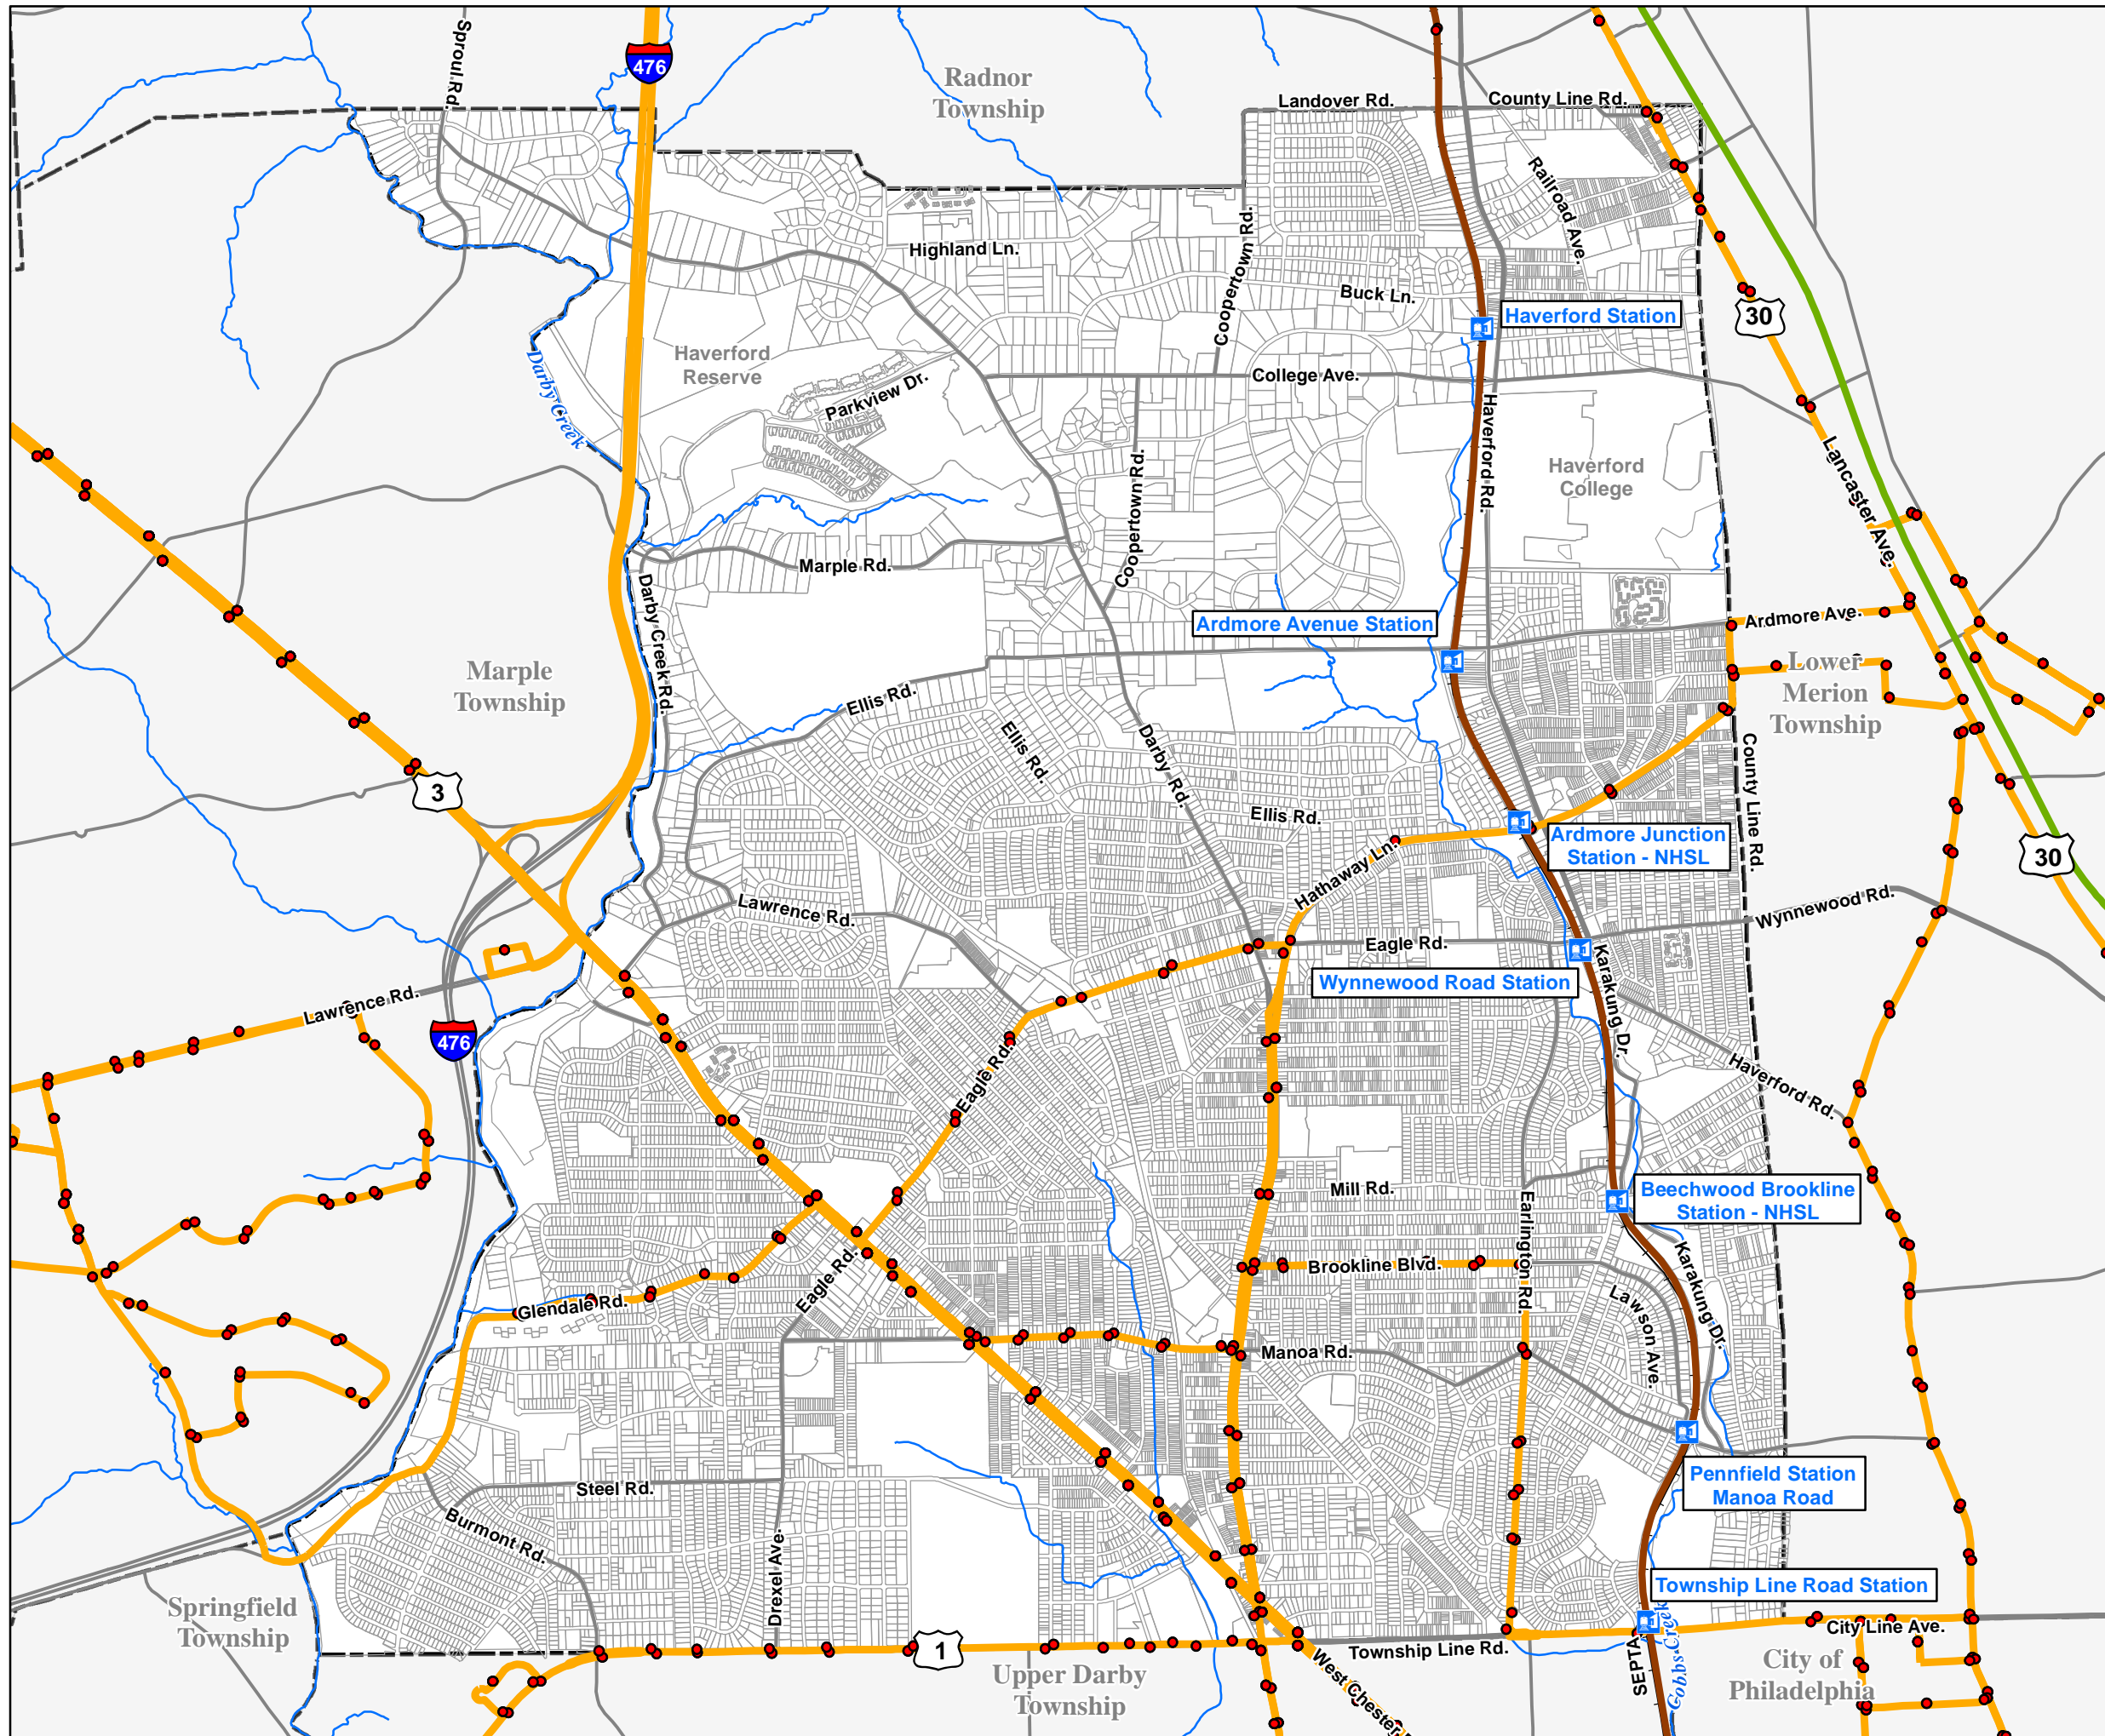 Sproul Rd.
476
Radnor
Township
Landover Rd.
County Line Rd.
Railroad Ave.
Highland Ln.
Coopertown Rd.
Buck Ln.
Haverford Station
30
Haverford
Reserve
Darby Creek
Parkview Dr.
College Ave.
Haverford Rd.
Haverford
College
Lancaster Ave.
Coopertown Rd.
Marple Rd.
Darby Creek Rd.
Ardmore Avenue Station
Ardmore Ave.
Marple
Township
Lower
Merion
Township
Ellis Rd.
Ellis Rd.
Darby Rd.
County Line Rd.
3
Ellis Rd.
Ardmore Junction
Station - NHSL
30
Hathaway Ln.
Lawrence Rd.
Wynnewood Rd.
Eagle Rd.
Wynnewood Road Station
Karakung Dr.
Lawrence Rd.
476
Eagle Rd.
Haverford Rd.
Mill Rd.
Earlington Rd.
Beechwood Brookline
Station - NHSL
Brookline Blvd.
Karakung Dr.
Eagle Rd.
Glendale Rd.
Lawson Ave.
Manoa Rd.
Pennfield Station
Manoa Road
Steel Rd.
Burmont Rd.
Drexel Ave.
Township Line Road Station
Springfield
Township
1
Township Line Rd.
City Line Ave.
SEPTA
Cobbs Creek
Upper Darby
Township
West Chester
City of
Philadelphia